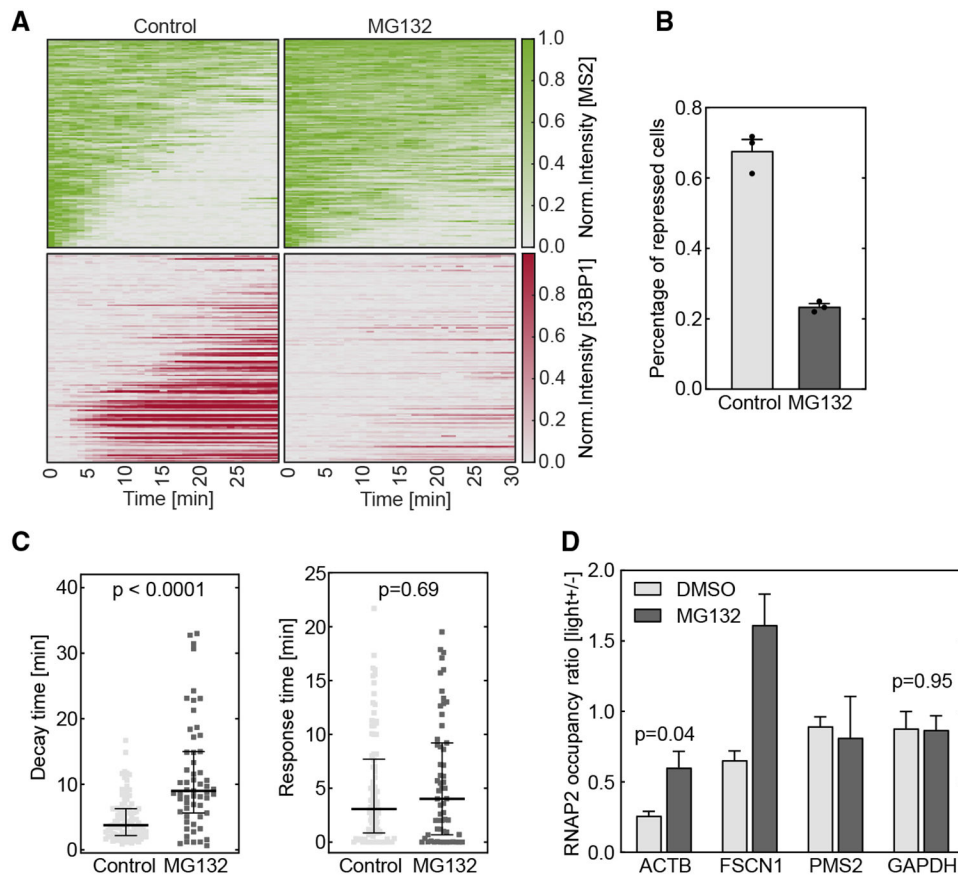 A
Control
MG132
1.0
0.8
0.6
0.4
0.2
0.0
Norm.Intensity [MS2]
0.8
0.6
0.4
0.2
0.0
Norm.Intensity [53BP1]
0 5 10 15 20 25
0 5 10 15 20 25 30
Time [min]
Time [min]
B
Percentage of repressed cells
0.8
0.6
0.4
0.2
0.0
Control MG132
C
Decay time [min]
40
30
20
10
0
p < 0.0001
Control MG132
Response time [min]
25
20
15
10
5
0
p=0.69
Control MG132
D
RNAP2 occupancy ratio [light+/-]
2.0
1.5
1.0
0.5
0.0
DMSO
MG132
p=0.04
p=0.95
ACTB FSCN1 PMS2 GAPDH